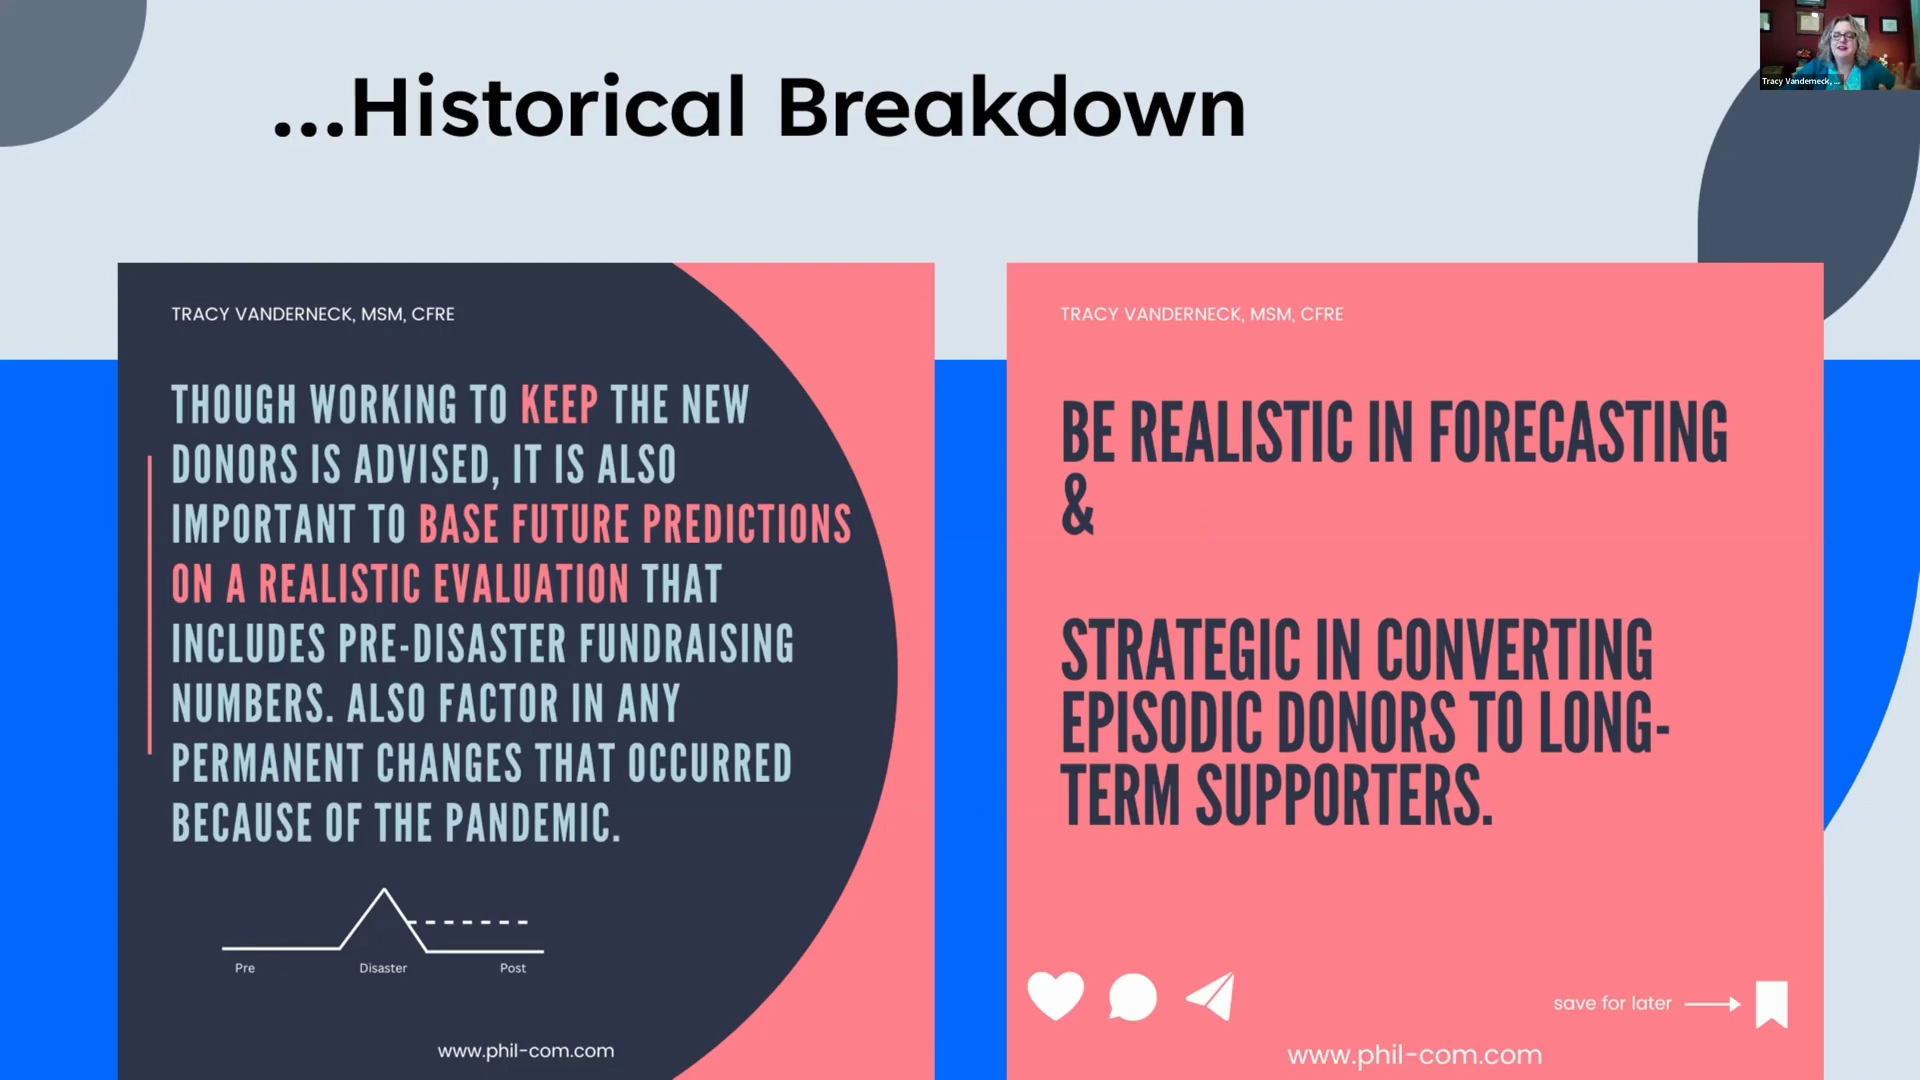 ...Historical Breakdown
Tracy Vanderneck, ...
TRACY VANDERNECK, MSM, CFRE
THOUGH WORKING TO KEEP THE NEW
DONORS IS ADVISED, IT IS ALSO
IMPORTANT TO BASE FUTURE PREDICTIONS
ON A REALISTIC EVALUATION THAT
INCLUDES PRE-DISASTER FUNDRAISING
NUMBERS. ALSO FACTOR IN ANY
PERMANENT CHANGES THAT OCCURRED
BECAUSE OF THE PANDEMIC.
Pre
Disaster
Post
www.phil-com.com
TRACY VANDERNECK, MSM, CFRE
BE REALISTIC IN FORECASTING
&
STRATEGIC IN CONVERTING
EPISODIC DONORS TO LONG-
TERM SUPPORTERS.
save for later
www.phil-com.com